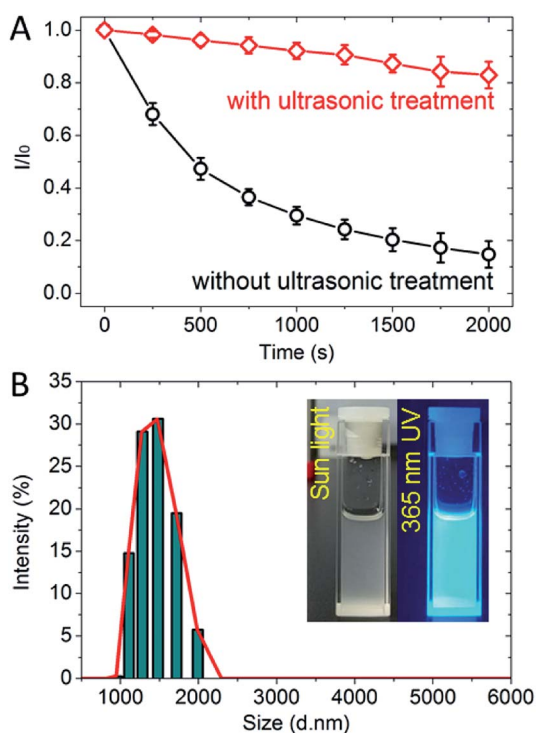 A
I/I₀
1.0
0.8
0.6
0.4
0.2
0.0
with ultrasonic treatment
without ultrasonic treatment
0 500 1000 1500 2000
Time (s)
B
Intensity (%)
35
30
25
20
15
10
5
0
Sun light
365 nm UV
1000 2000 3000 4000 5000 6000
Size (d.nm)